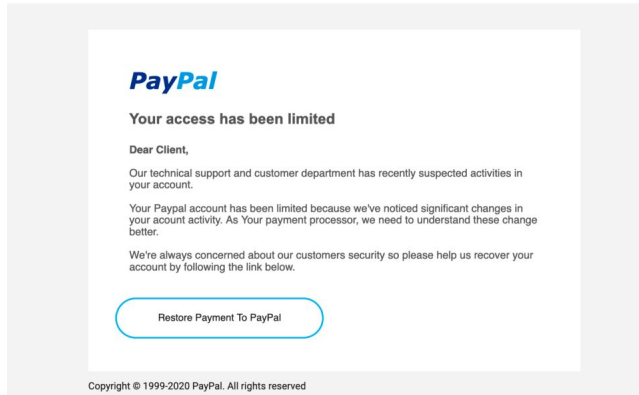 PayPal
Your access has been limited
Dear Client,
Our technical support and customer department has recently suspected activities in
your account.
Your Paypal account has been limited because we've noticed significant changes in
your acount activity. As Your payment processor, we need to understand these change
better.
We're always concerned about our customers security so please help us recover your
account by following the link below.
Restore Payment To PayPal
Copyright © 1999-2020 PayPal. All rights reserved